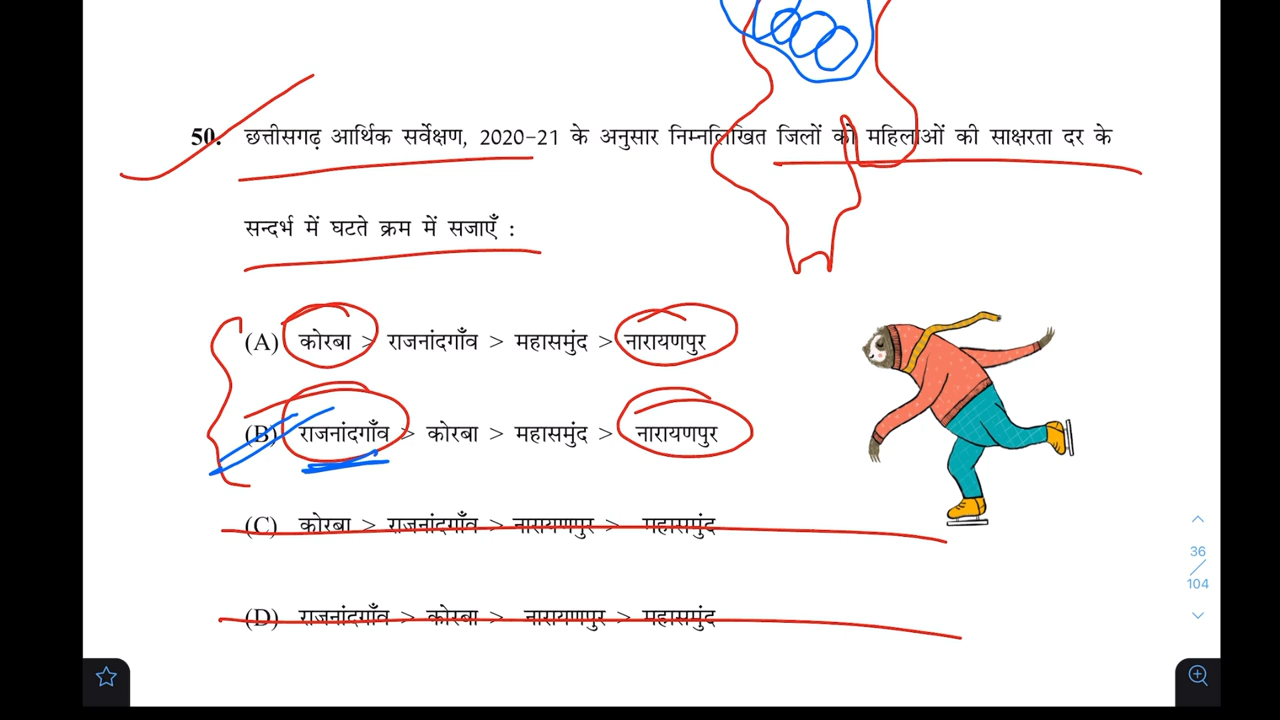 50. छत्तीसगढ़ आर्थिक सर्वेक्षण, 2020-21 के अनुसार निम्नलिखित जिलों को महिलाओं की साक्षरता दर के
सन्दर्भ में घटते क्रम में सजाएँ :
(A) कोरबा > राजनांदगाँव > महासमुंद > नारायणपुर
(B) राजनांदगाँव > कोरबा > महासमुंद > नारायणपुर
(C) कोरबा > राजनांदगाँव > नारायणपुर > महासमुंद
(D) राजनांदगाँव > कोरबा > नारायणपुर > महासमुंद
36
104